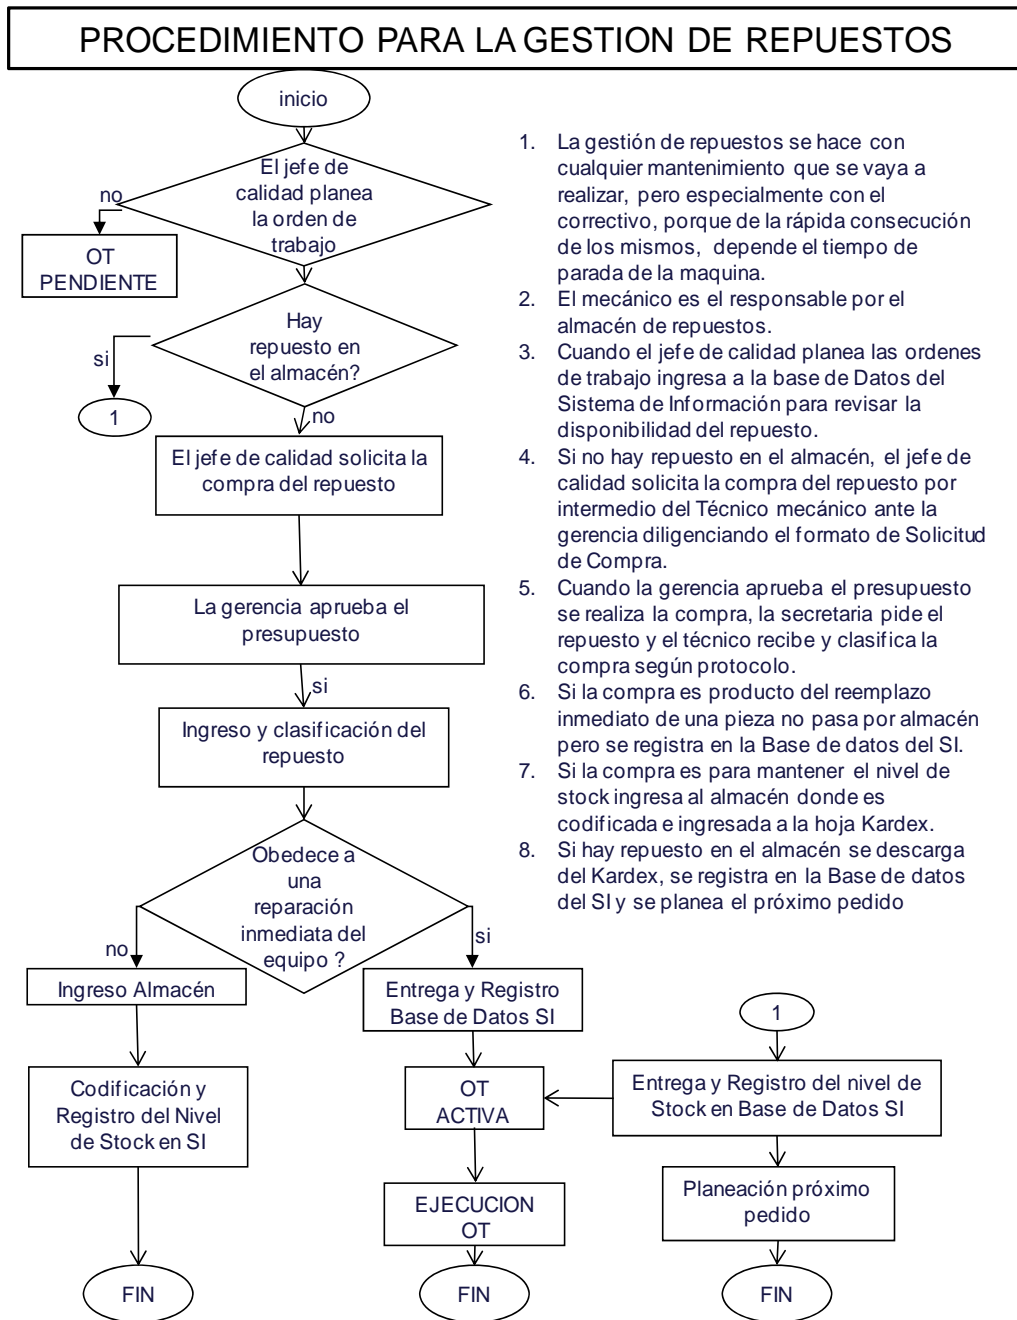 PROCEDIMIENTO PARA LA GESTION DE REPUESTOS
inicio
El jefe de
calidad planea
la orden de
trabajo
no
OT
PENDIENTE
Hay
repuesto en
el almacén?
si
1
no
El jefe de calidad solicita la
compra del repuesto
La gerencia aprueba el
presupuesto
si
Ingreso y clasificación del
repuesto
Obedece a
una
reparación
inmediata del
equipo ?
no
si
Ingreso Almacén
Codificación y
Registro del Nivel
de Stock en SI
FIN
Entrega y Registro
Base de Datos SI
OT
ACTIVA
EJECUCION
OT
FIN
1
Entrega y Registro del nivel de
Stock en Base de Datos SI
Planeación próximo
pedido
FIN
1. La gestión de repuestos se hace con
cualquier mantenimiento que se vaya a
realizar, pero especialmente con el
correctivo, porque de la rápida consecución
de los mismos, depende el tiempo de
parada de la maquina.
2. El mecánico es el responsable por el
almacén de repuestos.
3. Cuando el jefe de calidad planea las ordenes
de trabajo ingresa a la base de Datos del
Sistema de Información para revisar la
disponibilidad del repuesto.
4. Si no hay repuesto en el almacén, el jefe de
calidad solicita la compra del repuesto por
intermedio del Técnico mecánico ante la
gerencia diligenciando el formato de Solicitud
de Compra.
5. Cuando la gerencia aprueba el presupuesto
se realiza la compra, la secretaria pide el
repuesto y el técnico recibe y clasifica la
compra según protocolo.
6. Si la compra es producto del reemplazo
inmediato de una pieza no pasa por almacén
pero se registra en la Base de datos del SI.
7. Si la compra es para mantener el nivel de
stock ingresa al almacén donde es
codificada e ingresada a la hoja Kardex.
8. Si hay repuesto en el almacén se descarga
del Kardex, se registra en la Base de datos
del SI y se planea el próximo pedido